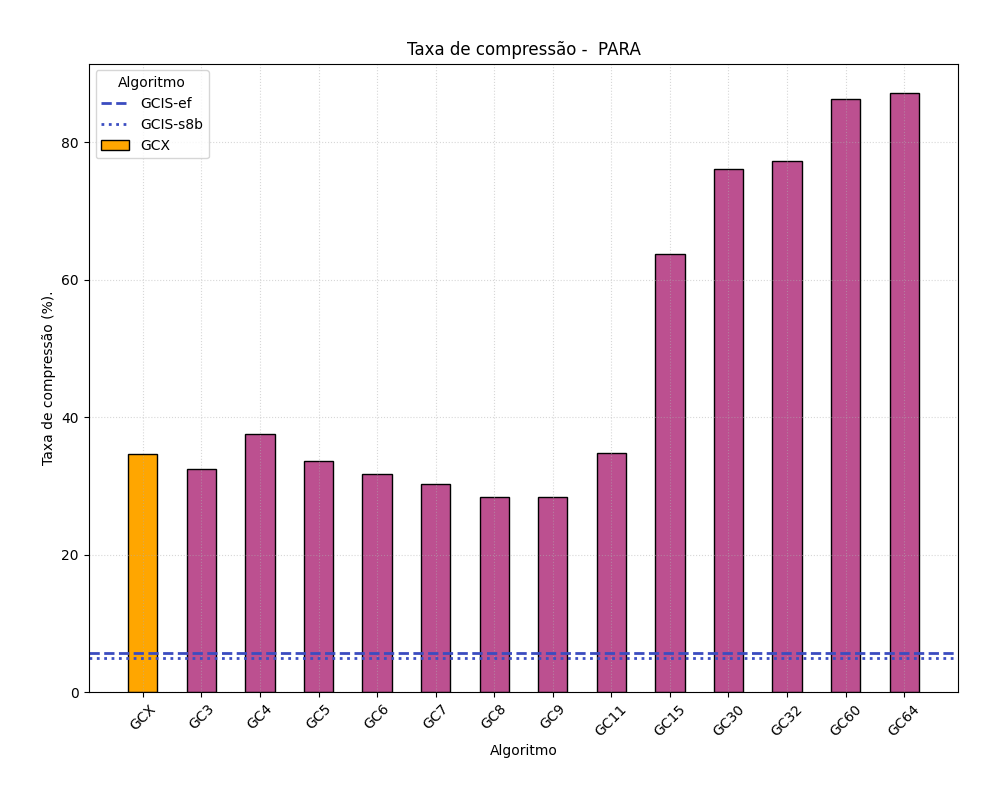 Taxa de compressão -  PARA
Algoritmo
GCIS-ef
GCIS-s8b
GCX
Taxa de compressão (%).
80
60
40
20
0
GCX
GC3
GC4
GC5
GC6
GC7
GC8
GC9
GC11
GC15
GC30
GC32
GC60
GC64
Algoritmo